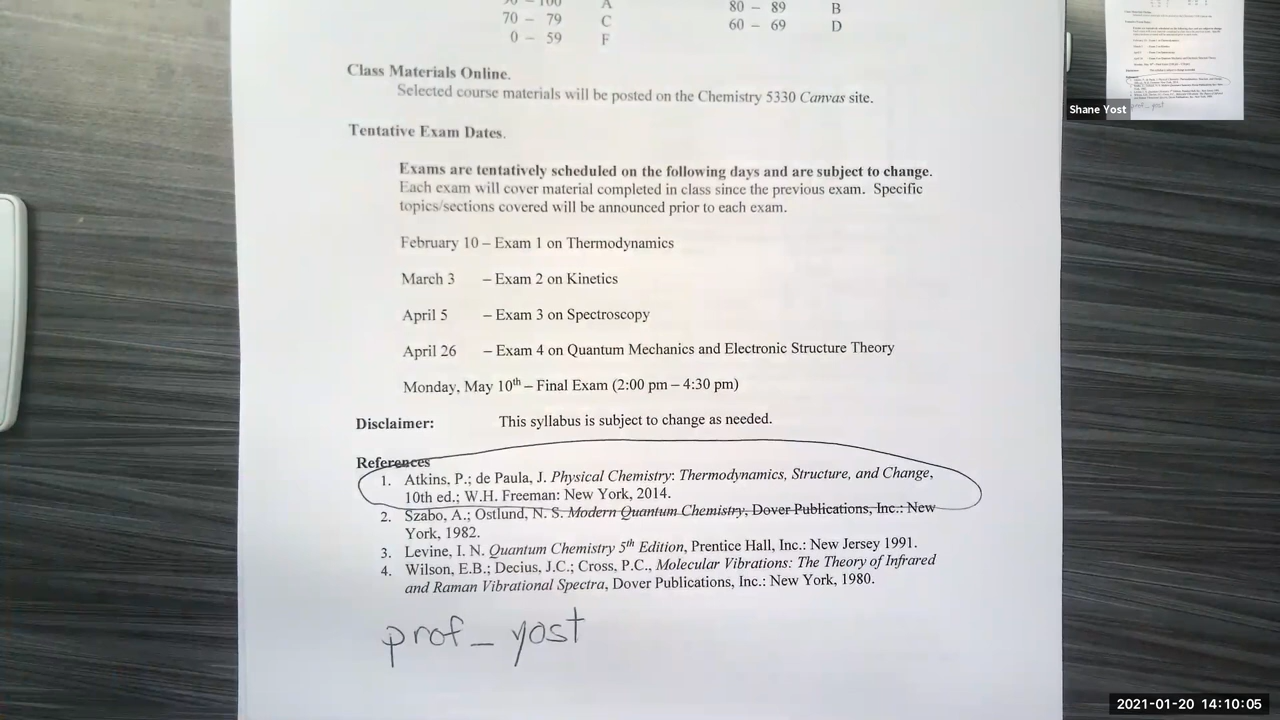 90 – 100 A 80 – 89 B
70 – 79 C 60 – 69 D
0 – 59 F
Class Materials Online.
Selected course materials will be posted on the Chemistry 5330 Canvas site.
Tentative Exam Dates.
Exams are tentatively scheduled on the following days and are subject to change.
Each exam will cover material completed in class since the previous exam. Specific
topics/sections covered will be announced prior to each exam.
February 10 – Exam 1 on Thermodynamics
March 3 – Exam 2 on Kinetics
April 5 – Exam 3 on Spectroscopy
April 26 – Exam 4 on Quantum Mechanics and Electronic Structure Theory
Monday, May 10th – Final Exam (2:00 pm – 4:30 pm)
Disclaimer: This syllabus is subject to change as needed.
References
1. Atkins, P.; de Paula, J. Physical Chemistry: Thermodynamics, Structure, and Change,
10th ed.; W.H. Freeman: New York, 2014.
2. Szabo, A.; Ostlund, N. S. Modern Quantum Chemistry, Dover Publications, Inc.: New
York, 1982.
3. Levine, I. N. Quantum Chemistry 5th Edition, Prentice Hall, Inc.: New Jersey 1991.
4. Wilson, E.B.; Decius, J.C.; Cross, P.C., Molecular Vibrations: The Theory of Infrared
and Raman Vibrational Spectra, Dover Publications, Inc.: New York, 1980.
prof_yost
Shane Yost
2021-01-20 14:10:05